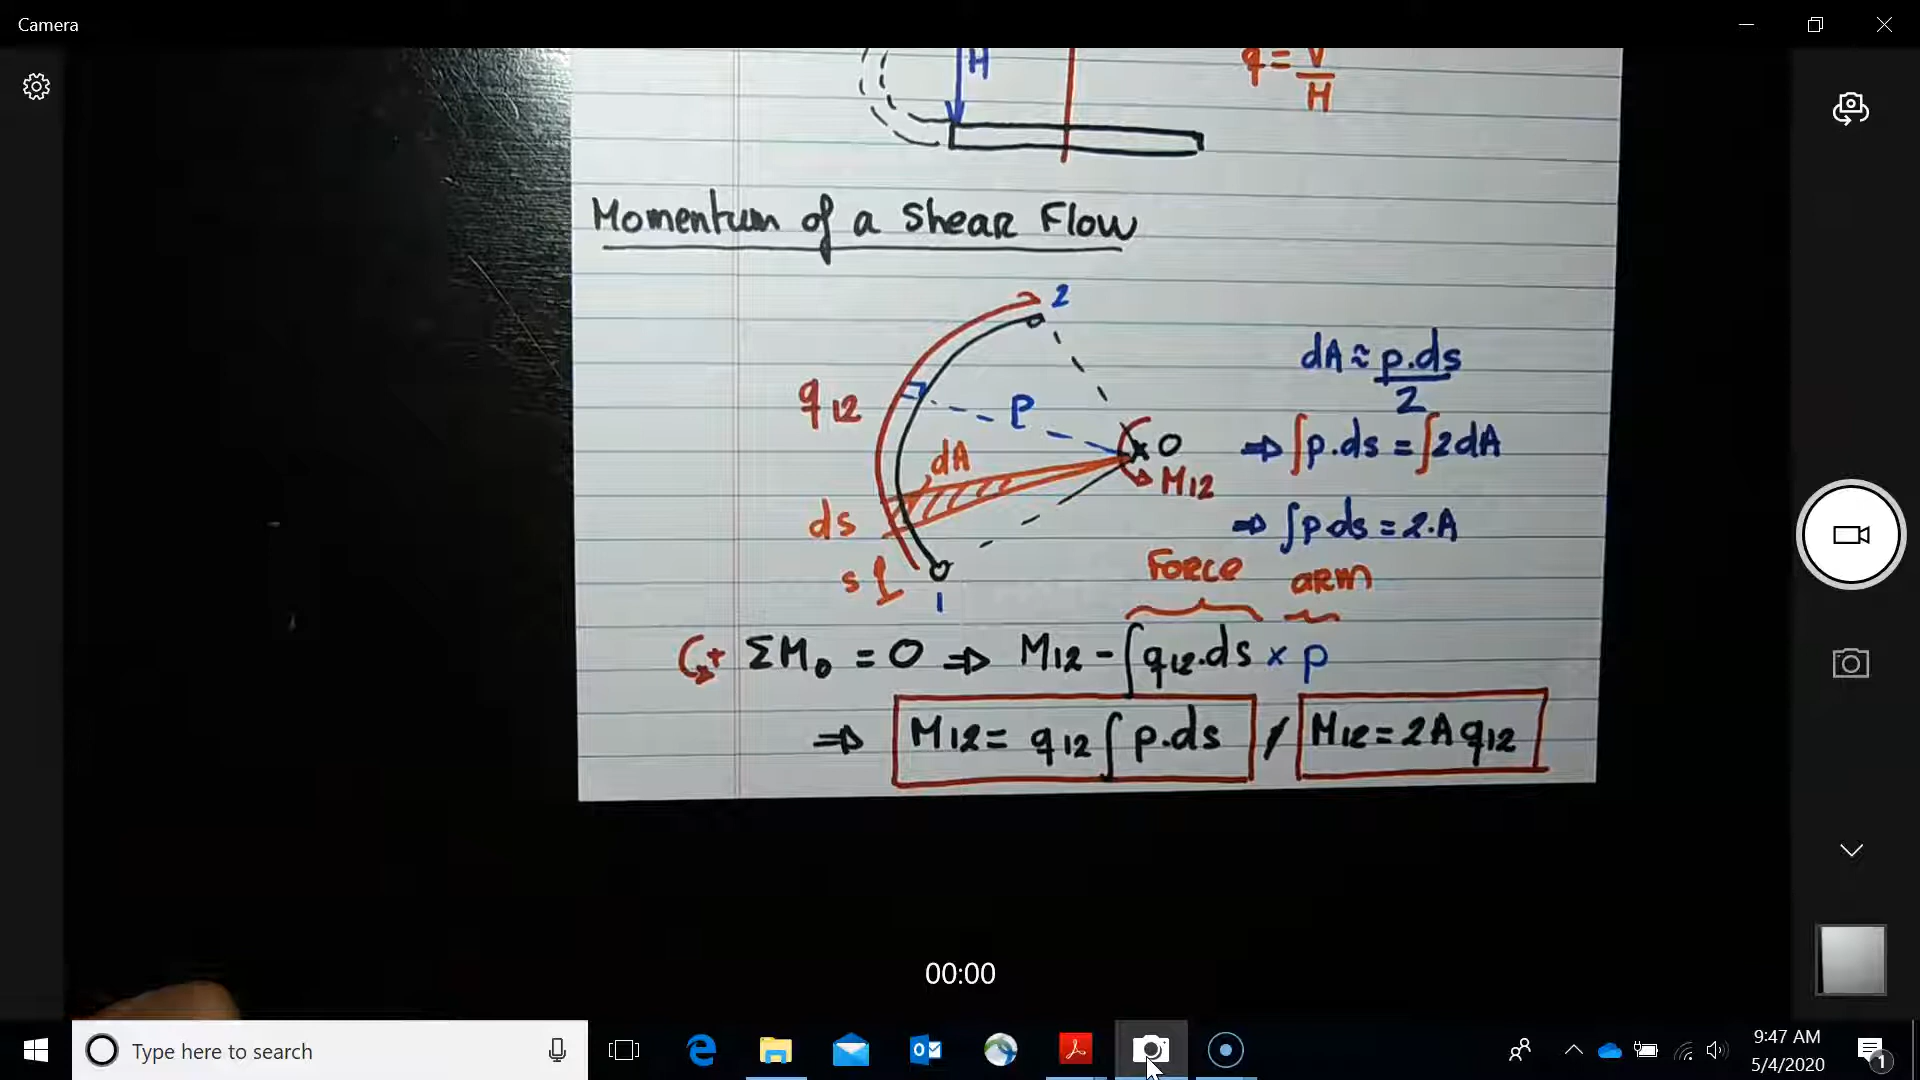 Camera
H
q = V/H
Momentum of a Shear Flow
2
q12
P
dA
ds
s
1
O
M12
dA ≈ p.ds/2
⇒ ∫p.ds = ∫2dA
⇒ ∫p.ds = 2.A
Force arm
+ ΣMo = 0 ⇒ M12 - ∫q12.ds × p
⇒ M12 = q12 ∫ p.ds / M12 = 2A q12
00:00
Type here to search
9:47 AM
5/4/2020
1